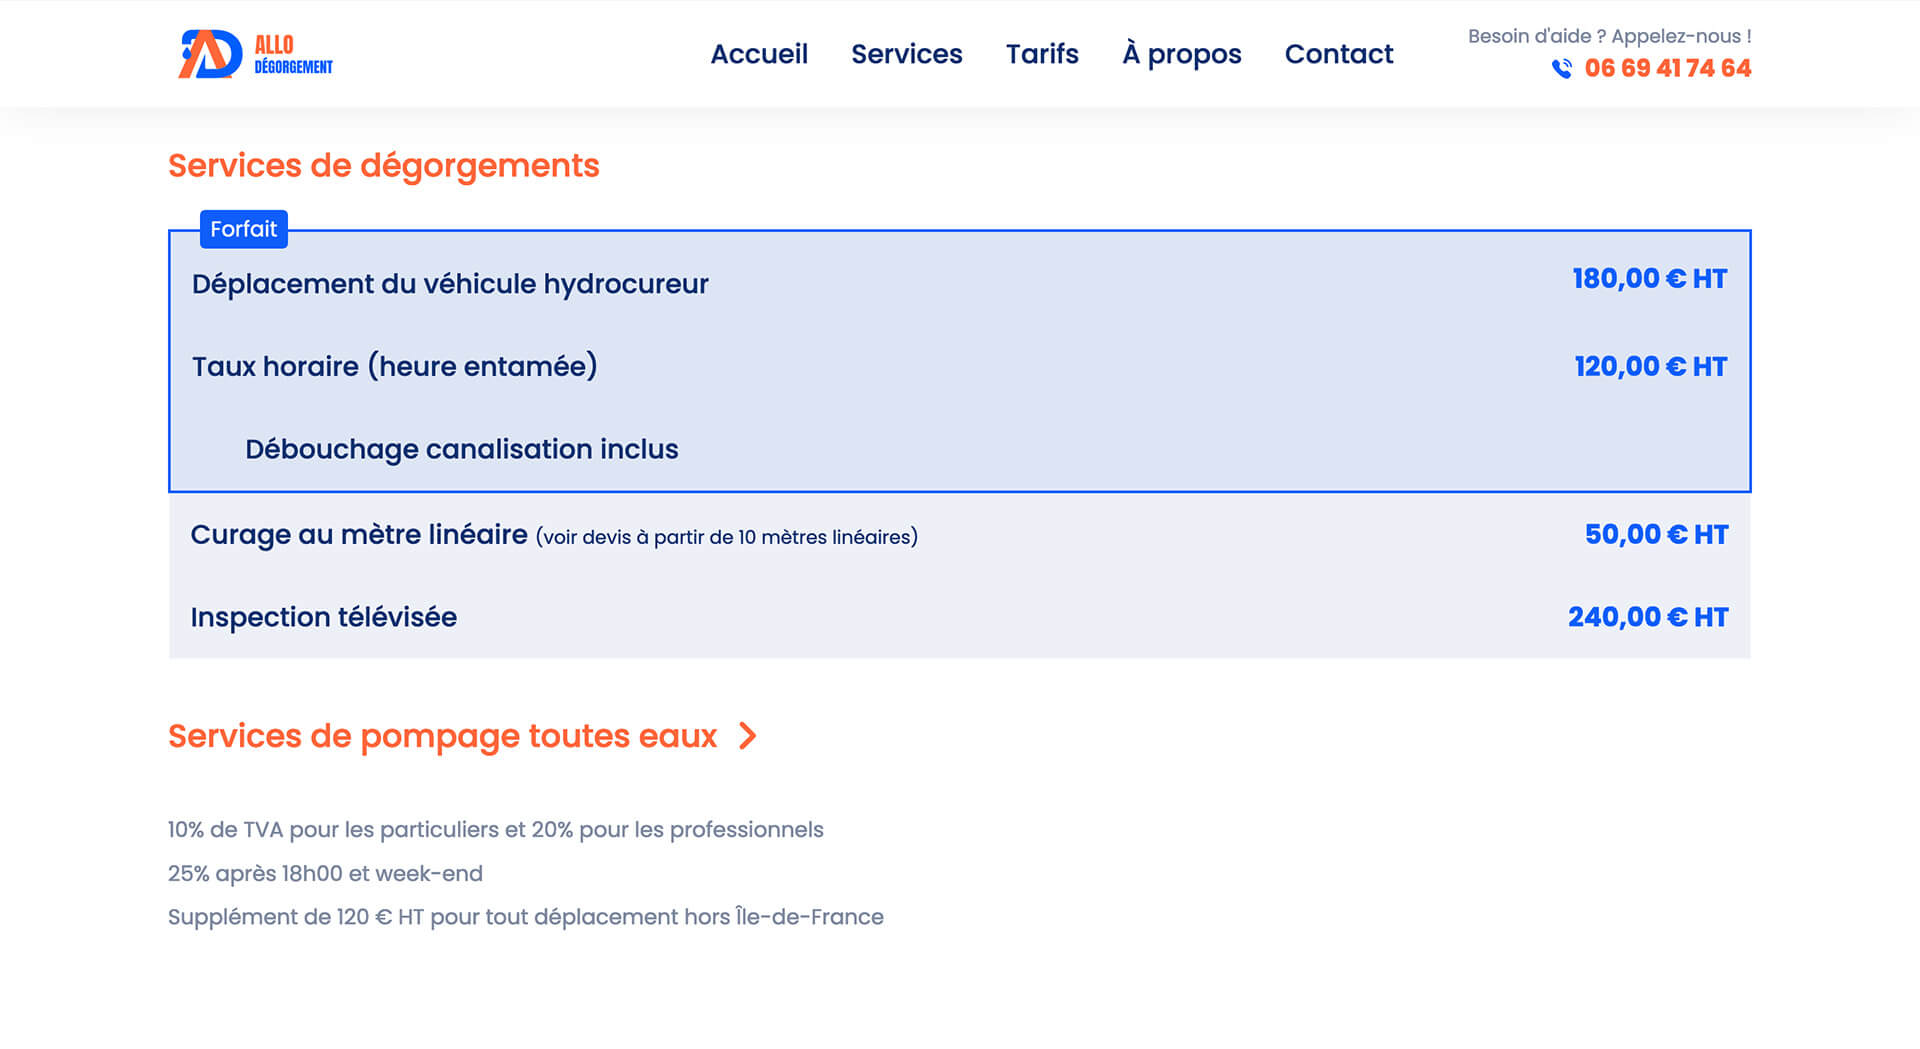 ALLO
DÉGORGEMENT
Accueil
Services
Tarifs
À propos
Contact
Besoin d'aide ? Appelez-nous !
06 69 41 74 64
Services de dégorgements
Forfait
Déplacement du véhicule hydrocureur 180,00 € HT
Taux horaire (heure entamée) 120,00 € HT
Débouchage canalisation inclus
Curage au mètre linéaire (voir devis à partir de 10 mètres linéaires) 50,00 € HT
Inspection télévisée 240,00 € HT
Services de pompage toutes eaux
10% de TVA pour les particuliers et 20% pour les professionnels
25% après 18h00 et week-end
Supplément de 120 € HT pour tout déplacement hors Île-de-France